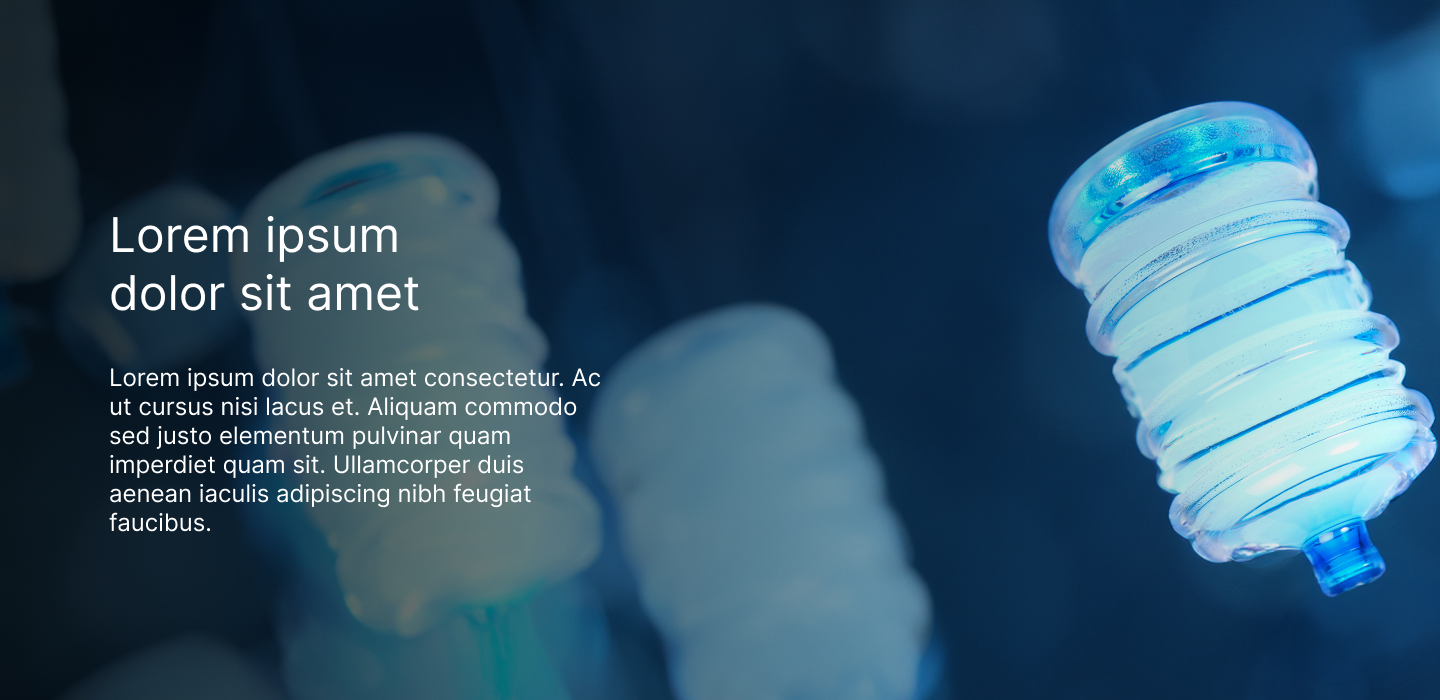 Lorem ipsum
dolor sit amet
Lorem ipsum dolor sit amet consectetur. Ac
ut cursus nisi lacus et. Aliquam commodo
sed justo elementum pulvinar quam
imperdiet quam sit. Ullamcorper duis
aenean iaculis adipiscing nibh feugiat
faucibus.